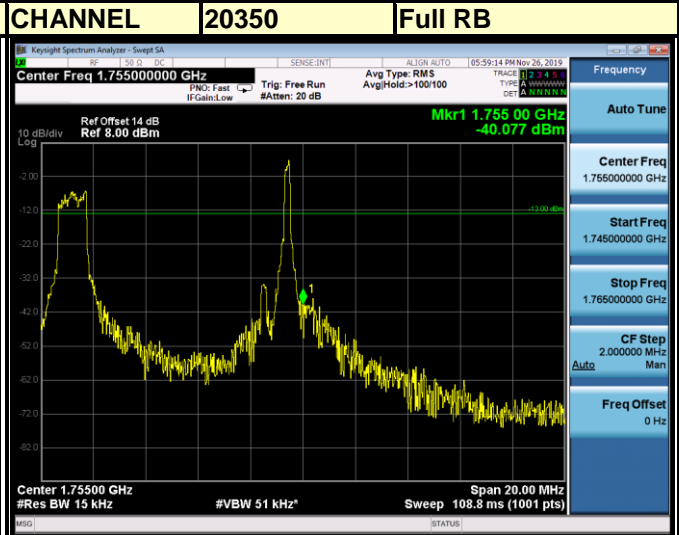 CHANNEL 20350 Full RB
Keysight Spectrum Analyzer - Swept SA
RF 50 Ω DC SENSE:INT ALIGN AUTO 05:59:14 PM Nov 26, 2019
Center Freq 1.755000000 GHz
PNO: Fast
IFGain:Low
Trig: Free Run
#Atten: 20 dB
Avg Type: RMS
Avg|Hold:>100/100
TRACE 1 2 3 4 5 6
TYPE A WWWWW
DET A N N N N N
Frequency
Auto Tune
Center Freq
1.755000000 GHz
Start Freq
1.745000000 GHz
Stop Freq
1.765000000 GHz
CF Step
2.000000 MHz
Auto Man
Freq Offset
0 Hz
Mkr1 1.755 00 GHz
-40.077 dBm
Ref Offset 14 dB
10 dB/div Ref 8.00 dBm
Log
-2.00
-12.0
-13.00 dBm
-22.0
-32.0
1
-42.0
-52.0
-62.0
-72.0
-82.0
Center 1.75500 GHz Span 20.00 MHz
#Res BW 15 kHz #VBW 51 kHz* Sweep 108.8 ms (1001 pts)
MSG STATUS